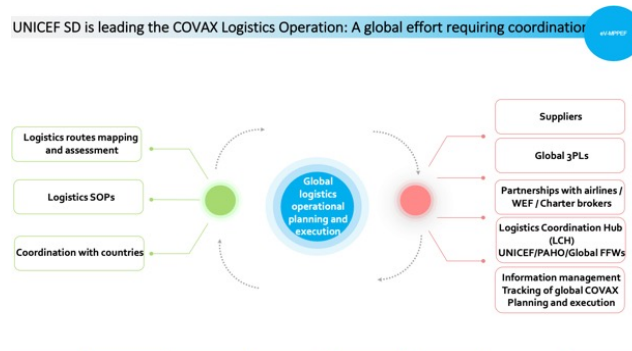 UNICEF SD is leading the COVAX Logistics Operation: A global effort requiring coordination
Logistics routes mapping
and assessment
Logistics SOPs
Coordination with countries
Global
logistics
operational
planning and
execution
Suppliers
Global 3PLs
Partnerships with airlines /
WEF / Charter brokers
Logistics Coordination Hub
(LCH)
UNICEF/PAHO/Global FFWs
Information management
Tracking of global COVAX
Planning and execution